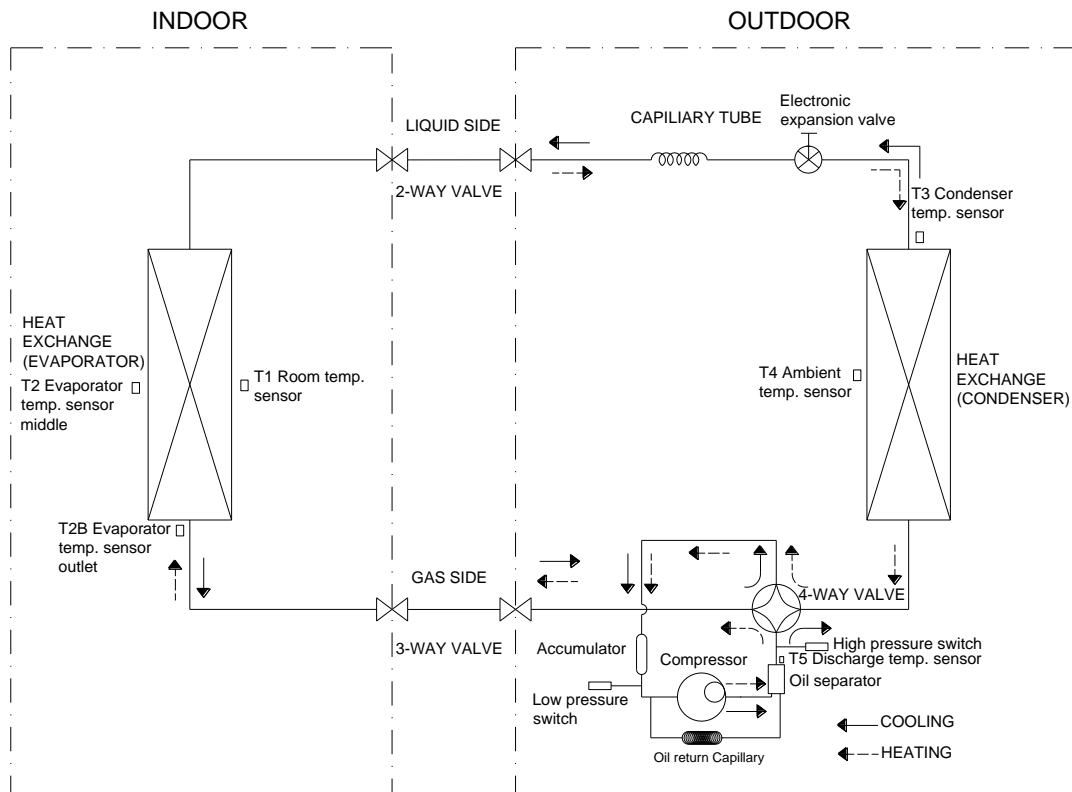 INDOOR
OUTDOOR
Electronic
expansion valve
CAPILIARY TUBE
LIQUID SIDE
2-WAY VALVE
T3 Condenser
temp. sensor
HEAT
EXCHANGE
(EVAPORATOR)
T2 Evaporator
temp. sensor
middle
T1 Room temp.
sensor
T4 Ambient
temp. sensor
HEAT
EXCHANGE
(CONDENSER)
T2B Evaporator
temp. sensor
outlet
GAS SIDE
3-WAY VALVE
4-WAY VALVE
Accumulator
Compressor
High pressure switch
T5 Discharge temp. sensor
Oil separator
Low pressure
switch
Oil return Capillary
COOLING
HEATING